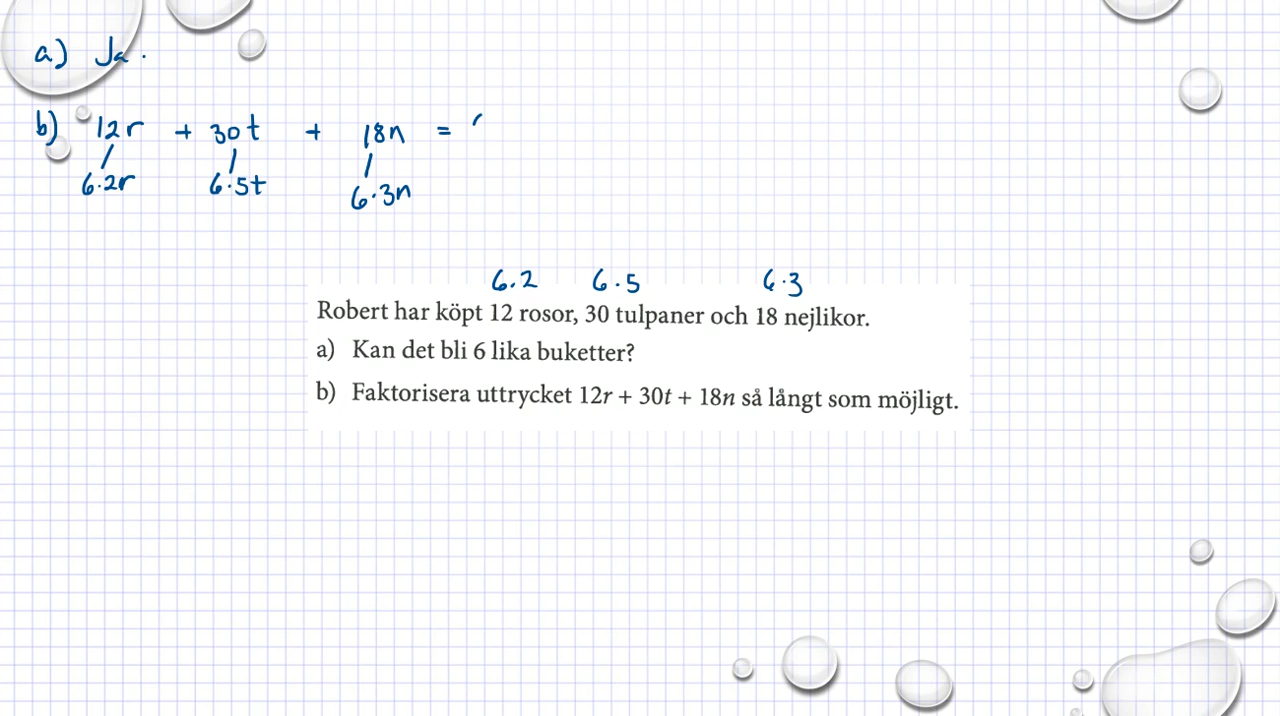 a) Ja.
b) 12r + 30t + 18n = (
6·2r 6·5t 6·3n
6·2 6·5 6·3
Robert har köpt 12 rosor, 30 tulpaner och 18 nejlikor.
a) Kan det bli 6 lika buketter?
b) Faktorisera uttrycket 12r + 30t + 18n så långt som möjligt.